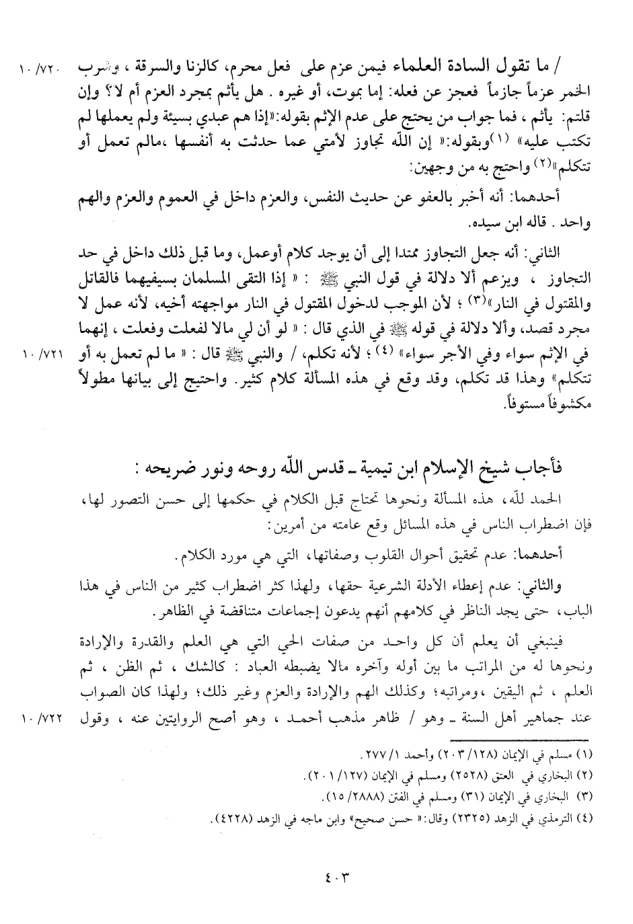 / ما تقول السادة العلماء فيمن عزم على فعل محرم، كالزنا والسرقة ، وشرب ١٠/٧٢٠
الخمر عزماً جازماً فعجز عن فعله: إما بموت، أو غيره . هل يأثم بمجرد العزم أم لا؟ وإن
قلتم: يأثم ، فما جواب من يحتج على عدم الإثم بقوله:«إذا هم عبدي بسيئة ولم يعملها لم
تكتب عليه» (١)وبقوله:« إن الله تجاوز لأمتي عما حدثت به أنفسها ،مالم تعمل أو
تتكلم»(٢) واحتج به من وجهين:
أحدهما: أنه أخبر بالعفو عن حديث النفس، والعزم داخل في العموم والعزم والهم
واحد . قاله ابن سيده.
الثاني: أنه جعل التجاوز ممتدا إلى أن يوجد كلام أوعمل، وما قبل ذلك داخل في حد
التجاوز ، ويزعم ألا دلالة في قول النبي ﷺ : « إذا التقى المسلمان بسيفيهما فالقاتل
والمقتول في النار»(٣) ؛ لأن الموجب لدخول المقتول في النار مواجهته أخيه، لأنه عمل لا
مجرد قصد، وألا دلالة في قوله ﷺ في الذي قال : « لو أن لي مالا لفعلت وفعلت ، إنهما
في الإثم سواء وفي الأجر سواء» (٤)؛ لأنه تكلم، / والنبي ﷺ قال : « ما لم تعمل به أو ١٠/٧٢١
تتكلم» وهذا قد تكلم، وقد وقع في هذه المسألة كلام كثير. واحتيج إلى بيانها مطولاً
مكشوفاً مستوفاً.
فأجاب شيخ الإسلام ابن تيمية ــ قدس الله روحه ونور ضريحه :
الحمد لله، هذه المسألة ونحوها تحتاج قبل الكلام في حكمها إلى حسن التصور لها،
فإن اضطراب الناس في هذه المسائل وقع عامته من أمرين:
أحدهما: عدم تحقيق أحوال القلوب وصفاتها، التي هي مورد الكلام.
والثاني: عدم إعطاء الأدلة الشرعية حقها، ولهذا كثر اضطراب كثير من الناس في هذا
الباب، حتى يجد الناظر في كلامهم أنهم يدعون إجماعات متناقضة في الظاهر.
فينبغي أن يعلم أن كل واحد من صفات الحي التي هي العلم والقدرة والإرادة
ونحوها له من المراتب ما بين أوله وآخره مالا يضبطه العباد : كالشك ، ثم الظن ، ثم
العلم ، ثم اليقين ،ومراتبه؛ وكذلك الهم والإرادة والعزم وغير ذلك؛ ولهذا كان الصواب
عند جماهير أهل السنة ــ وهو / ظاهر مذهب أحمد ، وهو أصح الروايتين عنه ، وقول ١٠/٧٢٢
(١) مسلم في الإيمان (٢٠٣/١٢٨) وأحمد ٢٧٧/١.
(٢) البخاري في العتق (٢٥٢٨) ومسلم في الإيمان (٢٠١/١٢٧).
(٣) البخاري في الإيمان (٣١) ومسلم في الفتن (١٥/٢٨٨٨).
(٤) الترمذي في الزهد (٢٣٢٥) وقال:« حسن صحيح» وابن ماجه في الزهد (٤٢٢٨).
٤٠٣